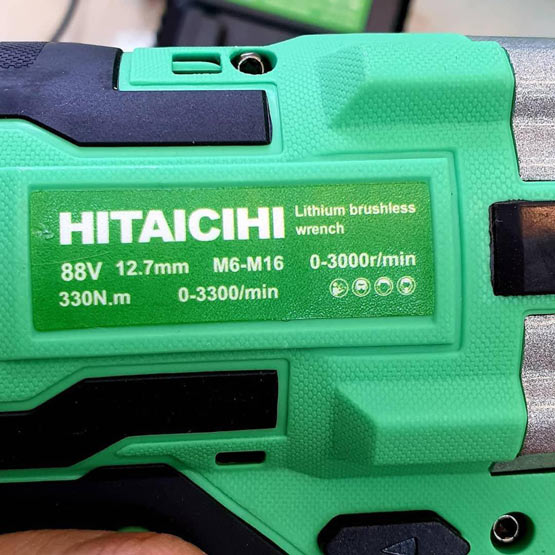 HITAICIHI Lithium brushless
wrench
88V 12.7mm M6-M16 0-3000r/min
330N.m 0-3300/min